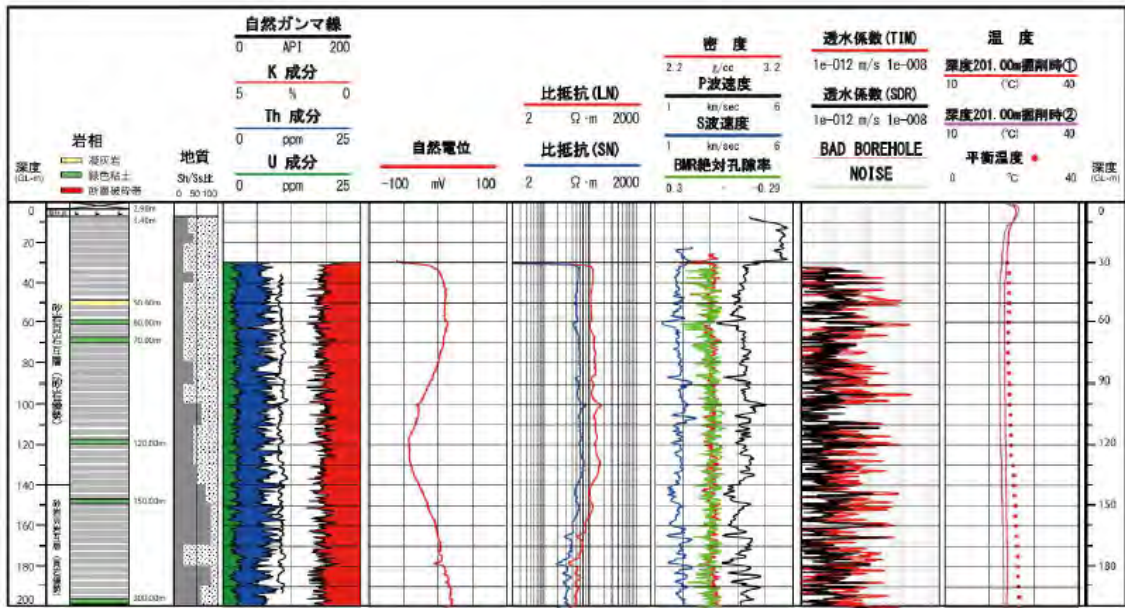 自然ガンマ線
0 API 200
K 成分
5 % 0
Th 成分
0 ppm 25
U 成分
0 ppm 25
岩相
凝灰岩
緑色粘土
断層破砕帯
深度
(GL-m)
地質
Sh/Ss比
0 50 100
自然電位
-100 mV 100
比抵抗(LN)
2 Ω・m 2000
比抵抗(SN)
2 Ω・m 2000
密 度
2.2 g/cc 3.2
P波速度
1 km/sec 6
S波速度
1 km/sec 6
BMR絶対孔隙率
0.3 - -0.29
透水係数(TIM)
1e-012 m/s 1e-008
透水係数(SDR)
1e-012 m/s 1e-008
BAD BOREHOLE
NOISE
温 度
深度201.00m掘削時①
10 (℃) 40
深度201.00m掘削時②
10 (℃) 40
平衡温度
0 ℃ 40
深度
(GL-m)
0
20
40
60
80
100
120
140
160
180
200
2.90m
60.00m
70.00m
120.00m
150.00m
200.00m
0
30
60
90
120
150
180